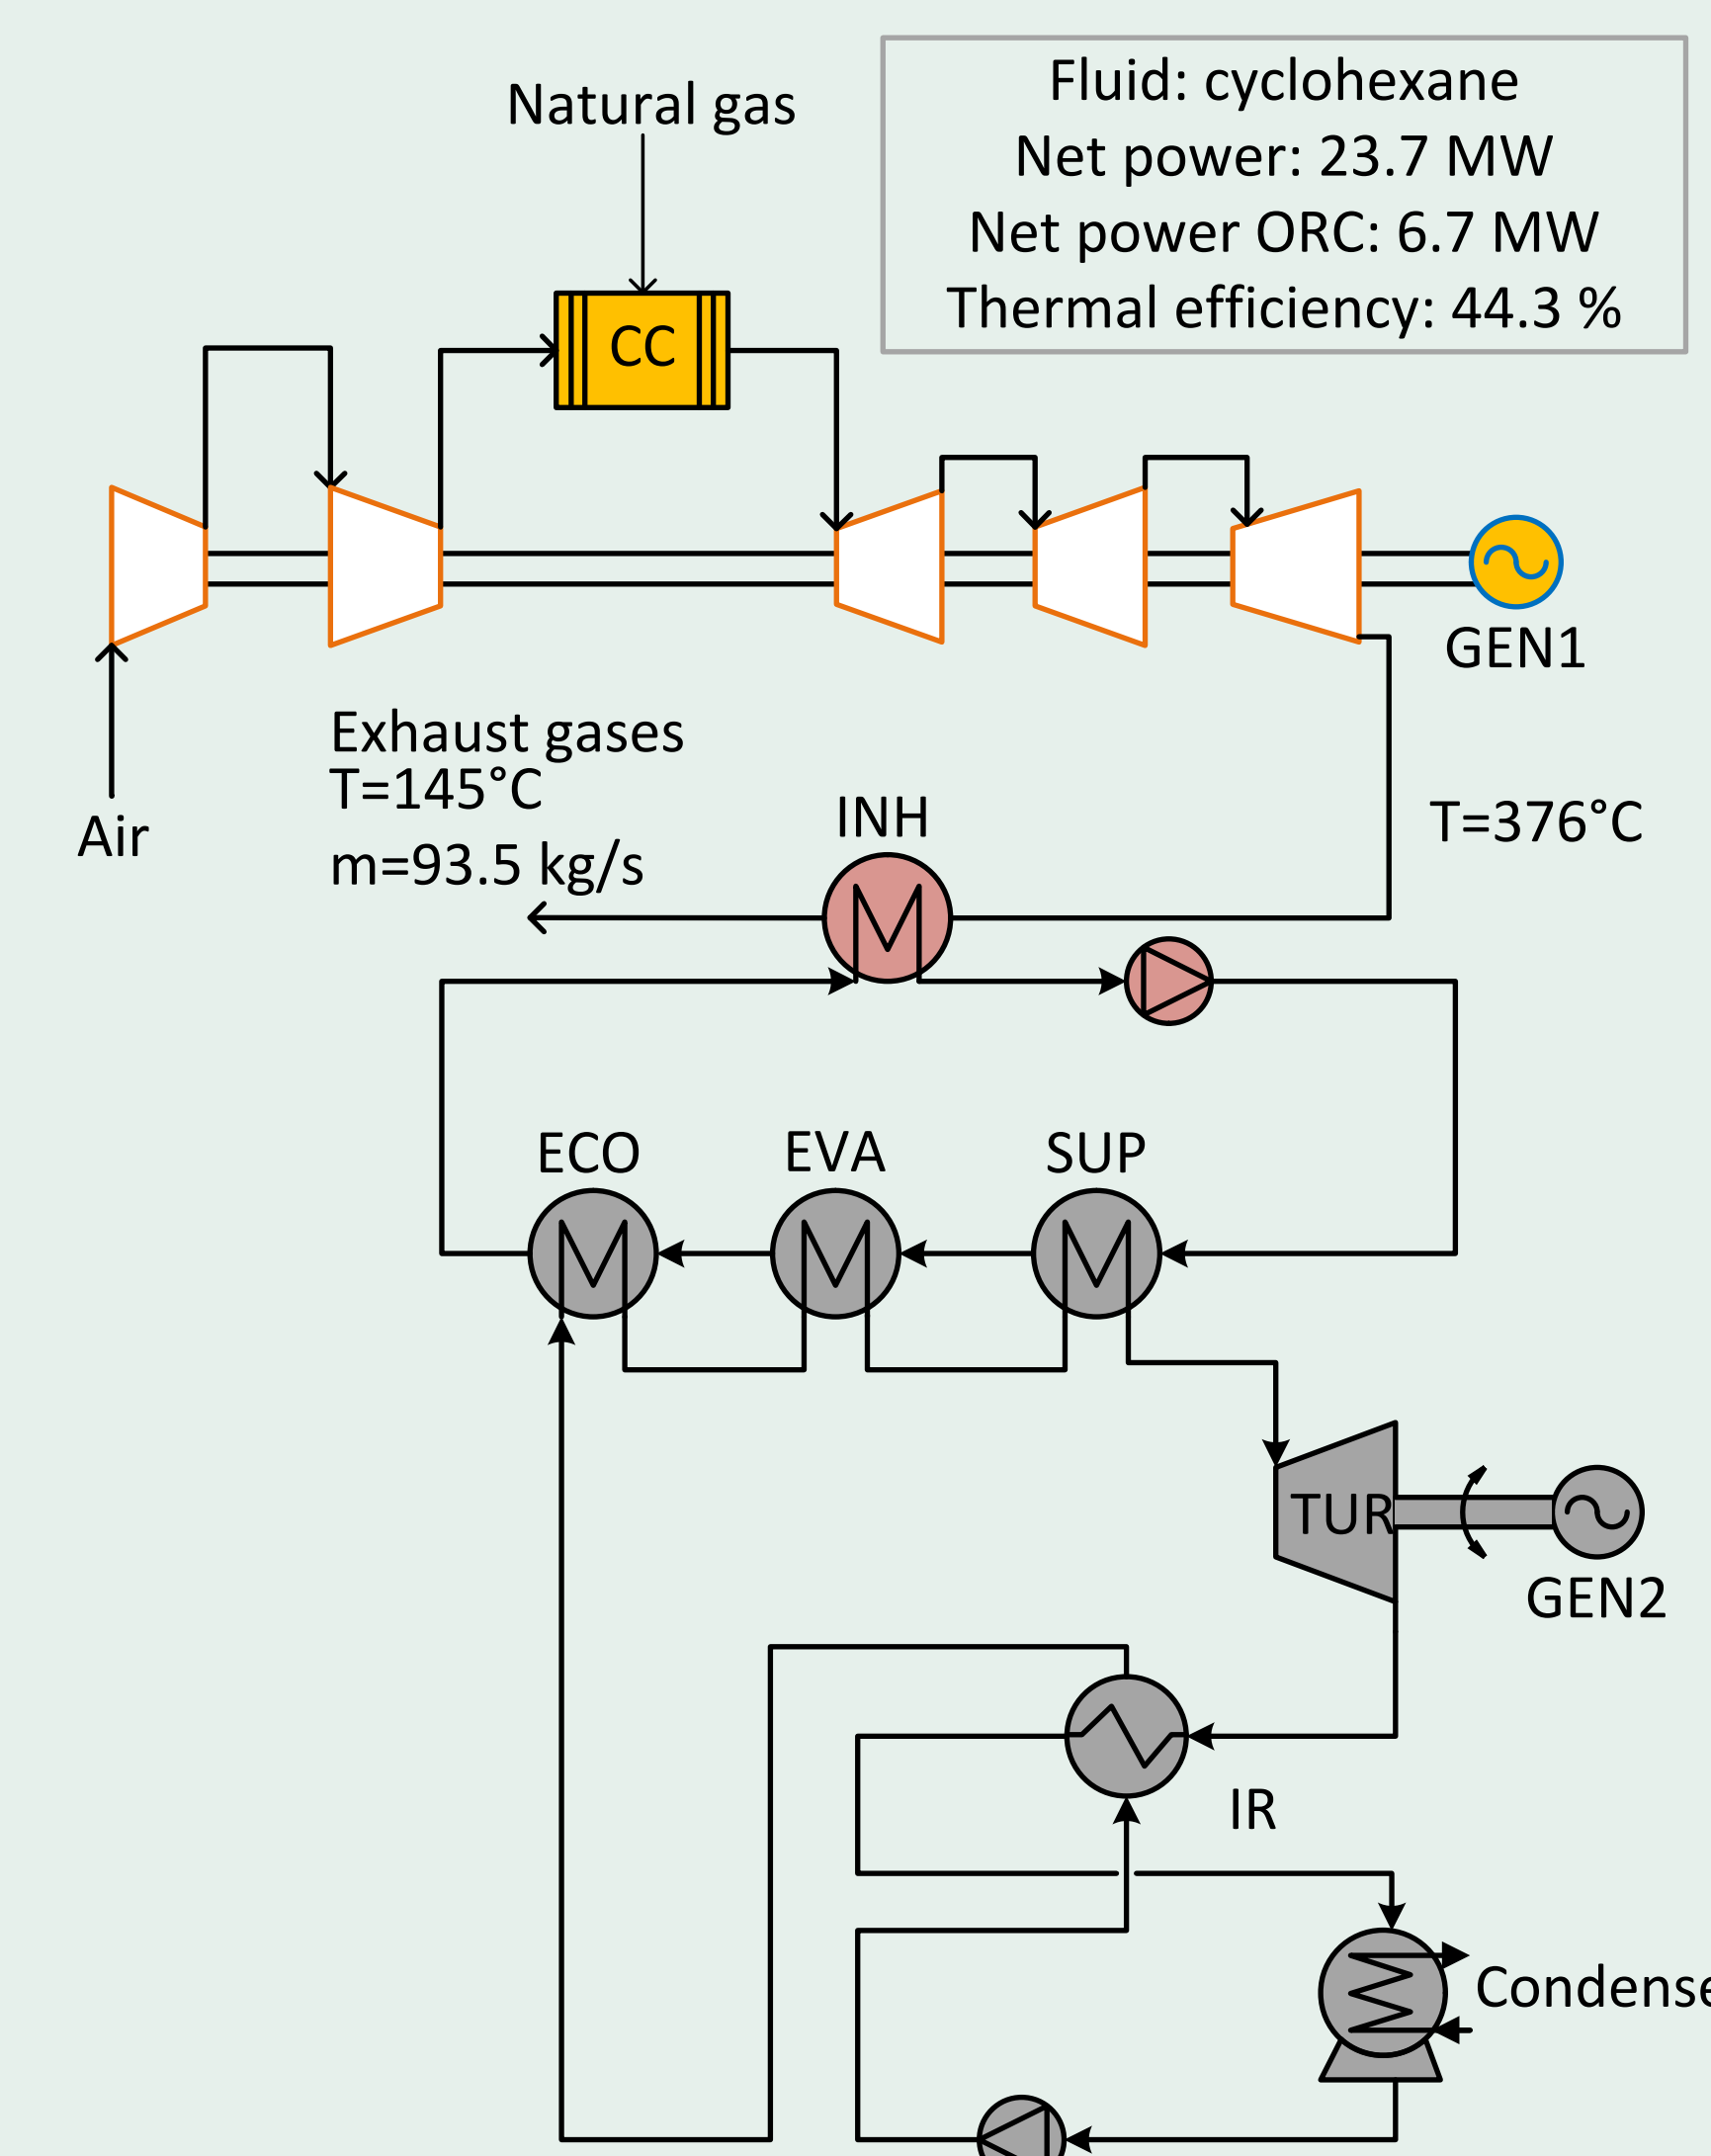 Fluid: cyclohexane
Net power: 23.7 MW
Net power ORC: 6.7 MW
Thermal efficiency: 44.3 %
Natural gas
CC
GEN1
Air
Exhaust gases
T=145°C
m=93.5 kg/s
INH
T=376°C
ECO
EVA
SUP
TUR
GEN2
IR
Condense